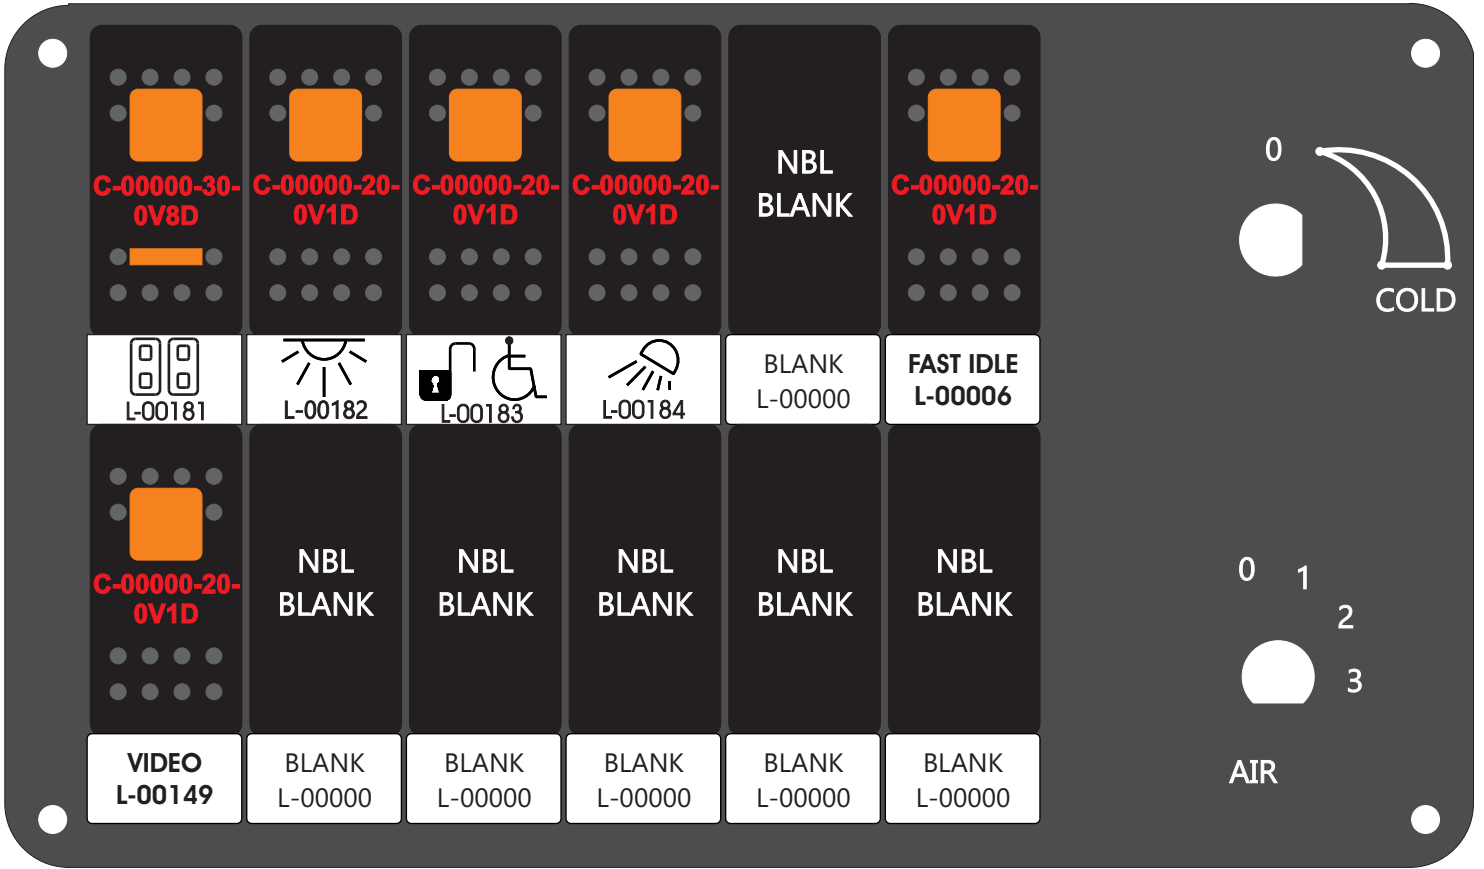 C-00000-30-
0V8D
C-00000-20-
0V1D
C-00000-20-
0V1D
C-00000-20-
0V1D
NBL
BLANK
C-00000-20-
0V1D
L-00181
L-00182
L-00183
L-00184
BLANK
L-00000
FAST IDLE
L-00006
C-00000-20-
0V1D
NBL
BLANK
NBL
BLANK
NBL
BLANK
NBL
BLANK
NBL
BLANK
VIDEO
L-00149
BLANK
L-00000
BLANK
L-00000
BLANK
L-00000
BLANK
L-00000
BLANK
L-00000
0
COLD
0
1
2
3
AIR